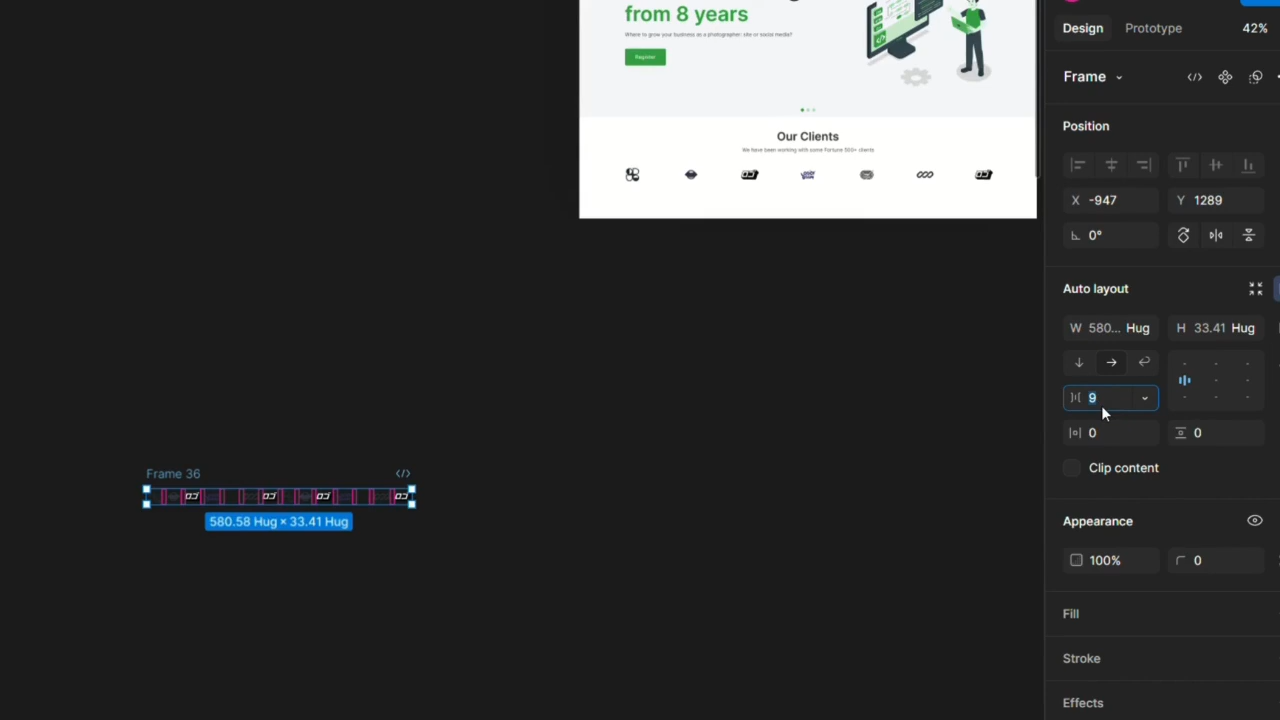 Design
Prototype
42%
from 8 years
Where to grow your business as a photographer: site or social media?
Register
Frame
Position
Our Clients
We have been working with some Fortune 500+ clients
X -947
Y 1289
0°
Auto layout
W 580... Hug
H 33.41 Hug
9
0
0
Clip content
Frame 36
580.58 Hug × 33.41 Hug
Appearance
100%
0
Fill
Stroke
Effects